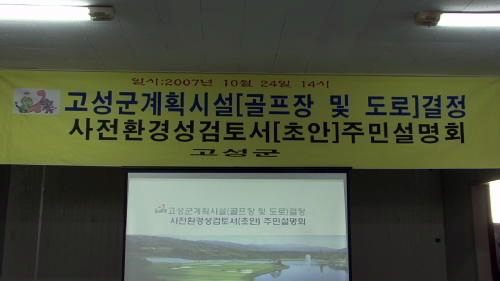 일시:2007년 10월 24일 14시
고성군계획시설[골프장 및 도로]결정
사전환경성검토서[초안]주민설명회
고성군
고성군계획시설(골프장 및 도로)결정
사전환경성검토서(초안) 주민설명회